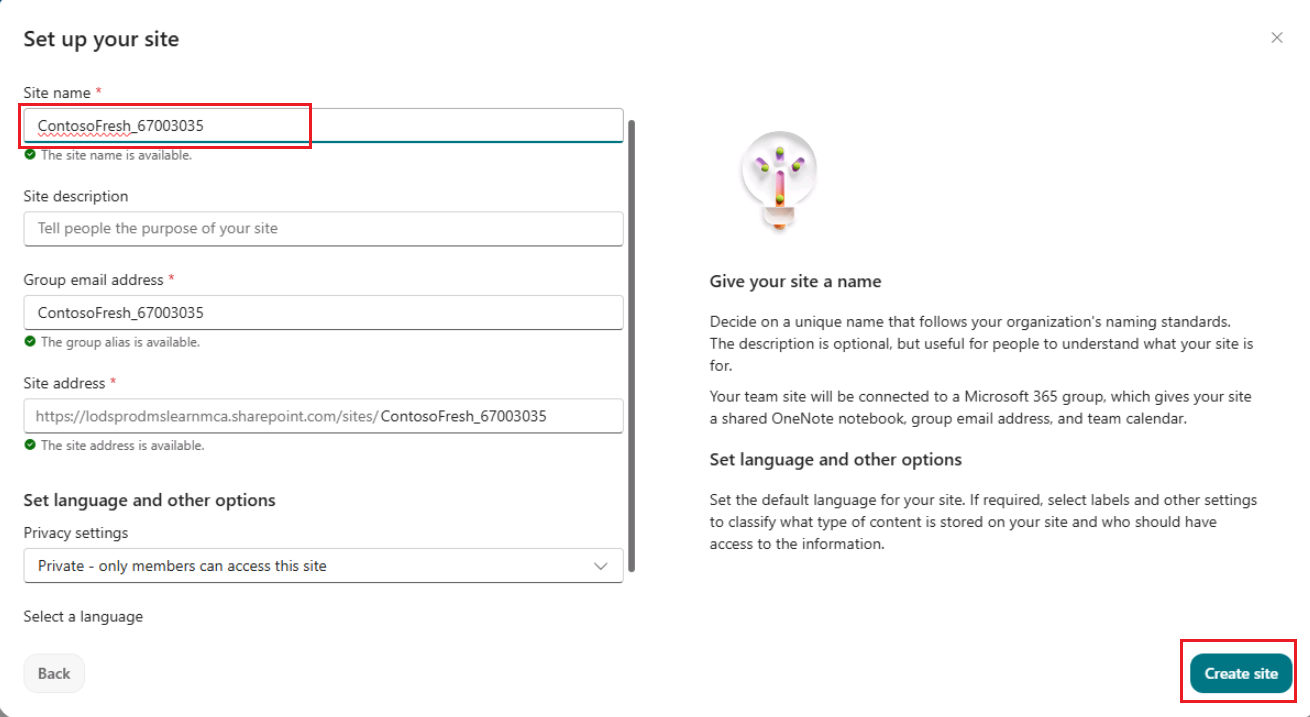 Set up your site
Site name *
ContosoFresh_67003035
The site name is available.
Site description
Tell people the purpose of your site
Group email address *
ContosoFresh_67003035
The group alias is available.
Site address *
https://lodsprodmslearnmca.sharepoint.com/sites/ContosoFresh_67003035
The site address is available.
Set language and other options
Privacy settings
Private - only members can access this site
Select a language
Back
Give your site a name
Decide on a unique name that follows your organization's naming standards.
The description is optional, but useful for people to understand what your site is
for.
Your team site will be connected to a Microsoft 365 group, which gives your site
a shared OneNote notebook, group email address, and team calendar.
Set language and other options
Set the default language for your site. If required, select labels and other settings
to classify what type of content is stored on your site and who should have
access to the information.
Create site